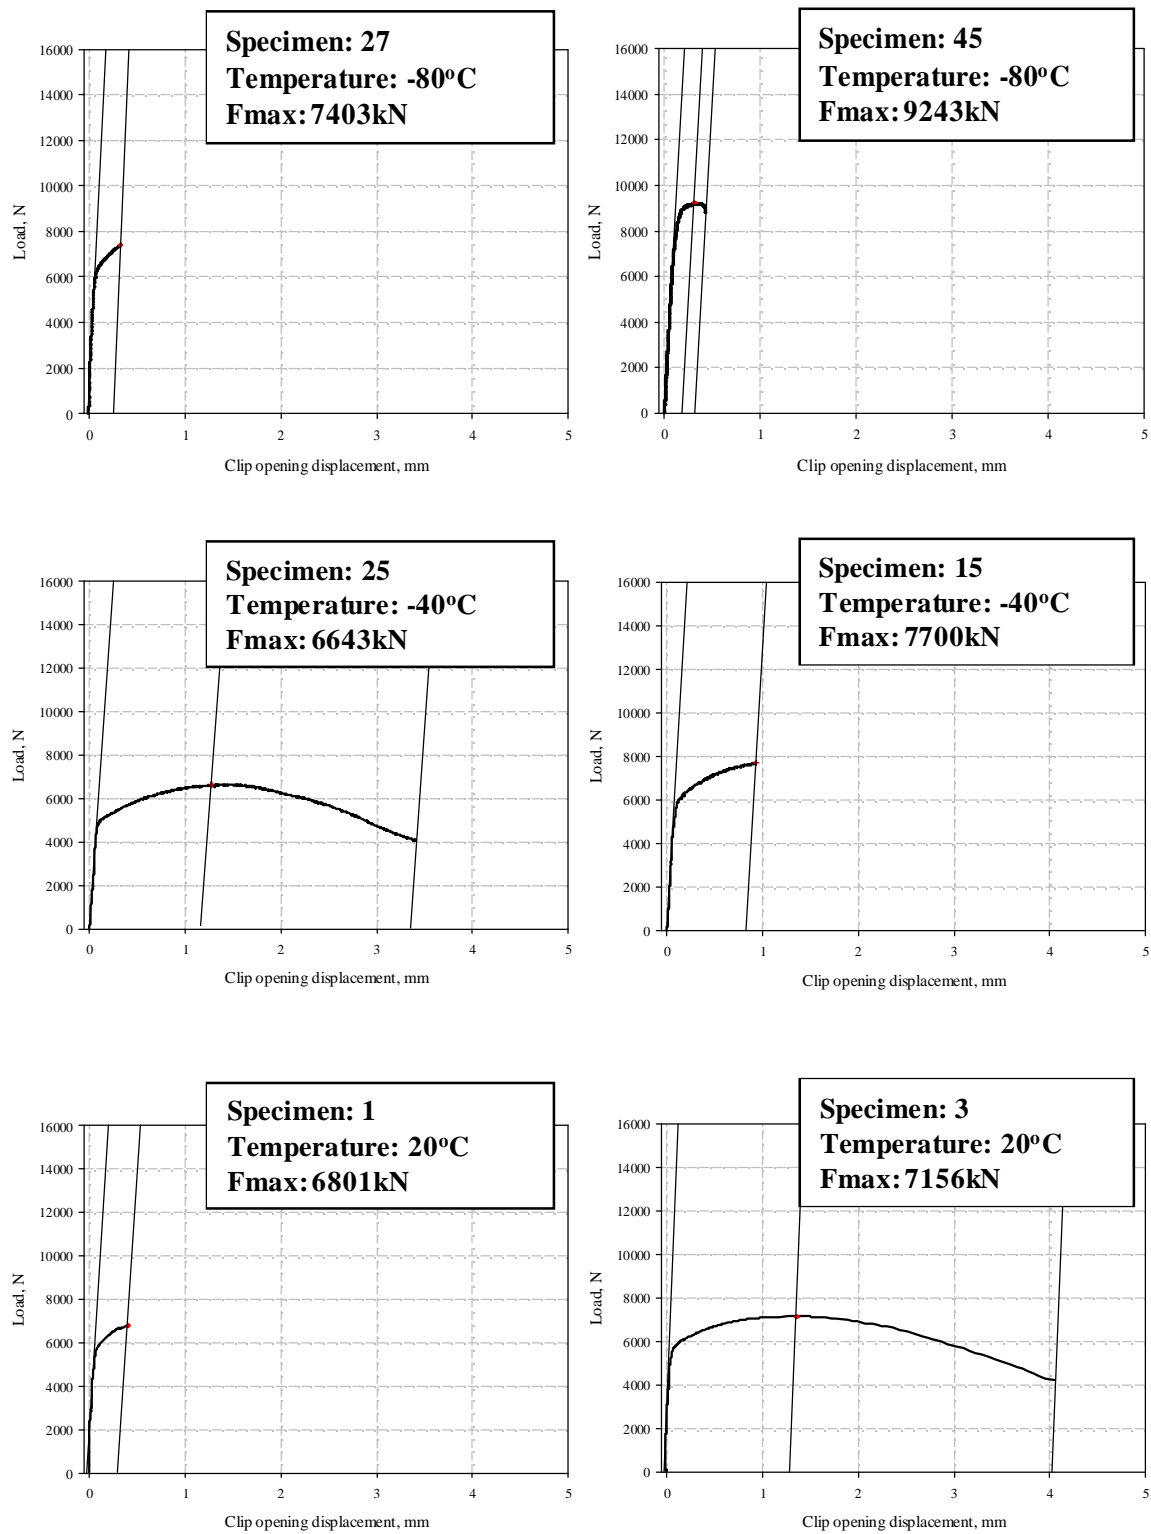 Specimen: 27
Temperature: -80°C
Fmax: 7403kN
16000
14000
12000
10000
8000
6000
4000
2000
0
Load, N
0 1 2 3 4 5
Clip opening displacement, mm
Specimen: 45
Temperature: -80°C
Fmax: 9243kN
16000
14000
12000
10000
8000
6000
4000
2000
0
Load, N
0 1 2 3 4 5
Clip opening displacement, mm
Specimen: 25
Temperature: -40°C
Fmax: 6643kN
16000
14000
12000
10000
8000
6000
4000
2000
0
Load, N
0 1 2 3 4 5
Clip opening displacement, mm
Specimen: 15
Temperature: -40°C
Fmax: 7700kN
16000
14000
12000
10000
8000
6000
4000
2000
0
Load, N
0 1 2 3 4 5
Clip opening displacement, mm
Specimen: 1
Temperature: 20°C
Fmax: 6801kN
16000
14000
12000
10000
8000
6000
4000
2000
0
Load, N
0 1 2 3 4 5
Clip opening displacement, mm
Specimen: 3
Temperature: 20°C
Fmax: 7156kN
16000
14000
12000
10000
8000
6000
4000
2000
0
Load, N
0 1 2 3 4 5
Clip opening displacement, mm